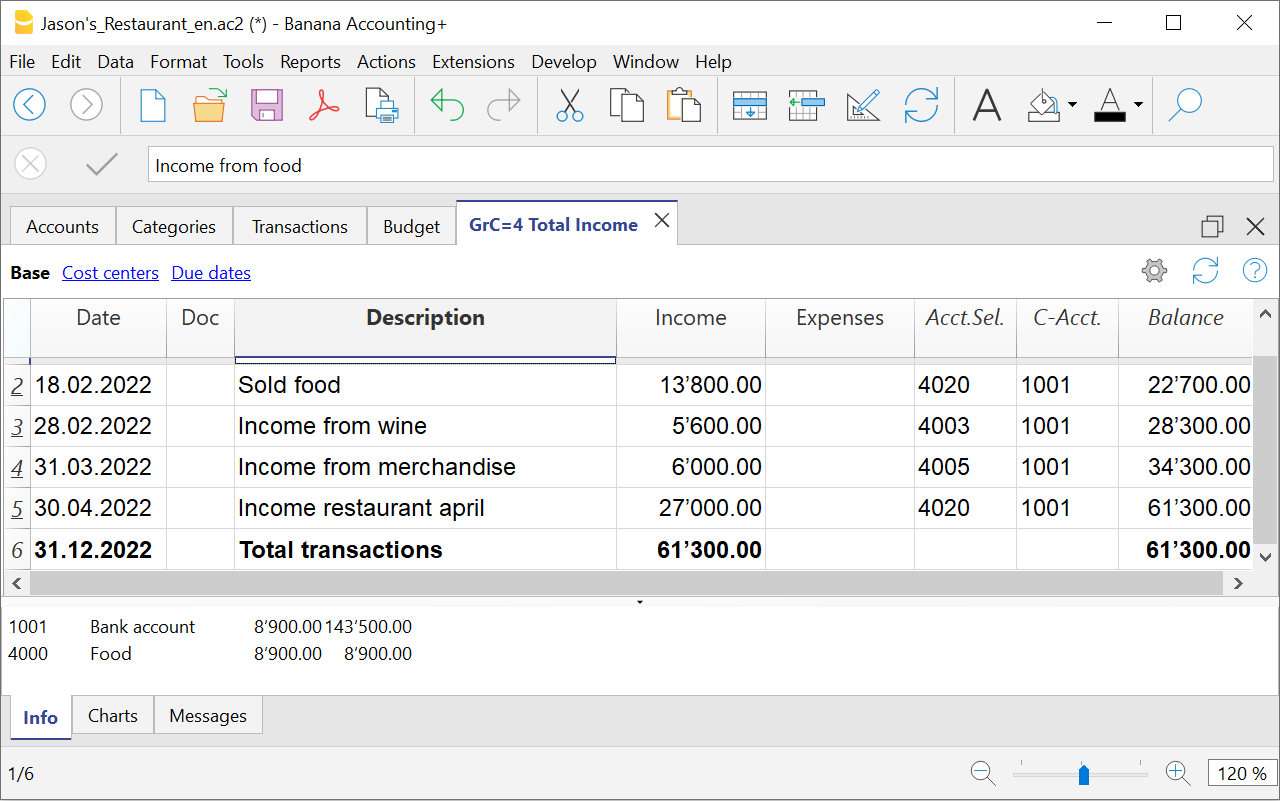 Jason's_Restaurant_en.ac2 (*) - Banana Accounting+
File Edit Data Format Tools Reports Actions Extensions Develop Window Help
Income from food
Accounts Categories Transactions Budget GrC=4 Total Income
Base Cost centers Due dates
Date Doc Description Income Expenses Acct.Sel. C-Acct. Balance
2 18.02.2022 Sold food 13’800.00 4020 1001 22’700.00
3 28.02.2022 Income from wine 5’600.00 4003 1001 28’300.00
4 31.03.2022 Income from merchandise 6’000.00 4005 1001 34’300.00
5 30.04.2022 Income restaurant april 27’000.00 4020 1001 61’300.00
6 31.12.2022 Total transactions 61’300.00 61’300.00
1001 Bank account 8’900.00 143’500.00
4000 Food 8’900.00 8’900.00
Info Charts Messages
1/6 120 %